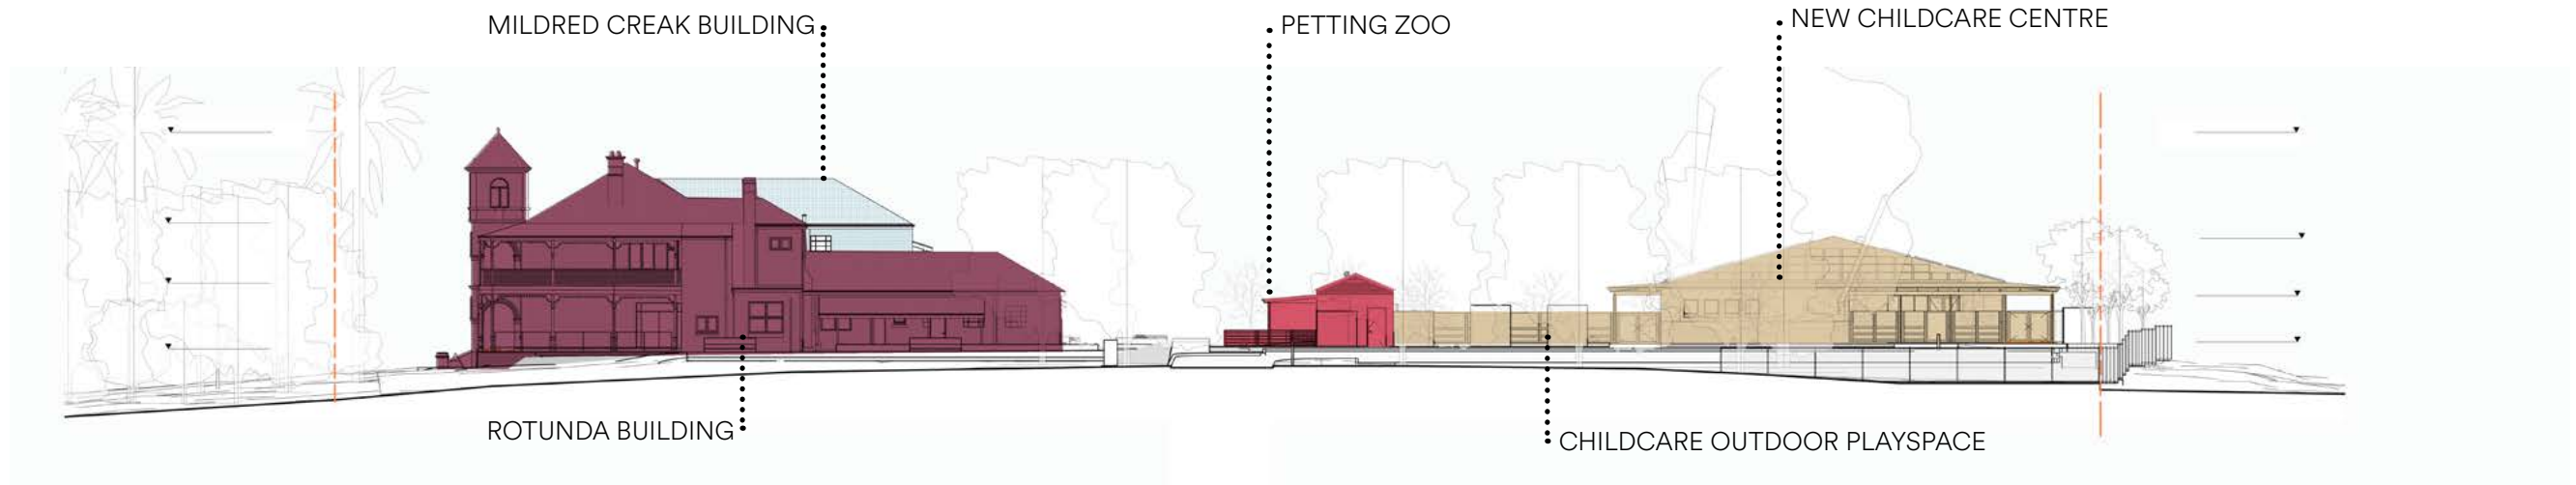 MILDRED CREAK BUILDING
PETTING ZOO
NEW CHILDCARE CENTRE
ROTUNDA BUILDING
CHILDCARE OUTDOOR PLAYSPACE